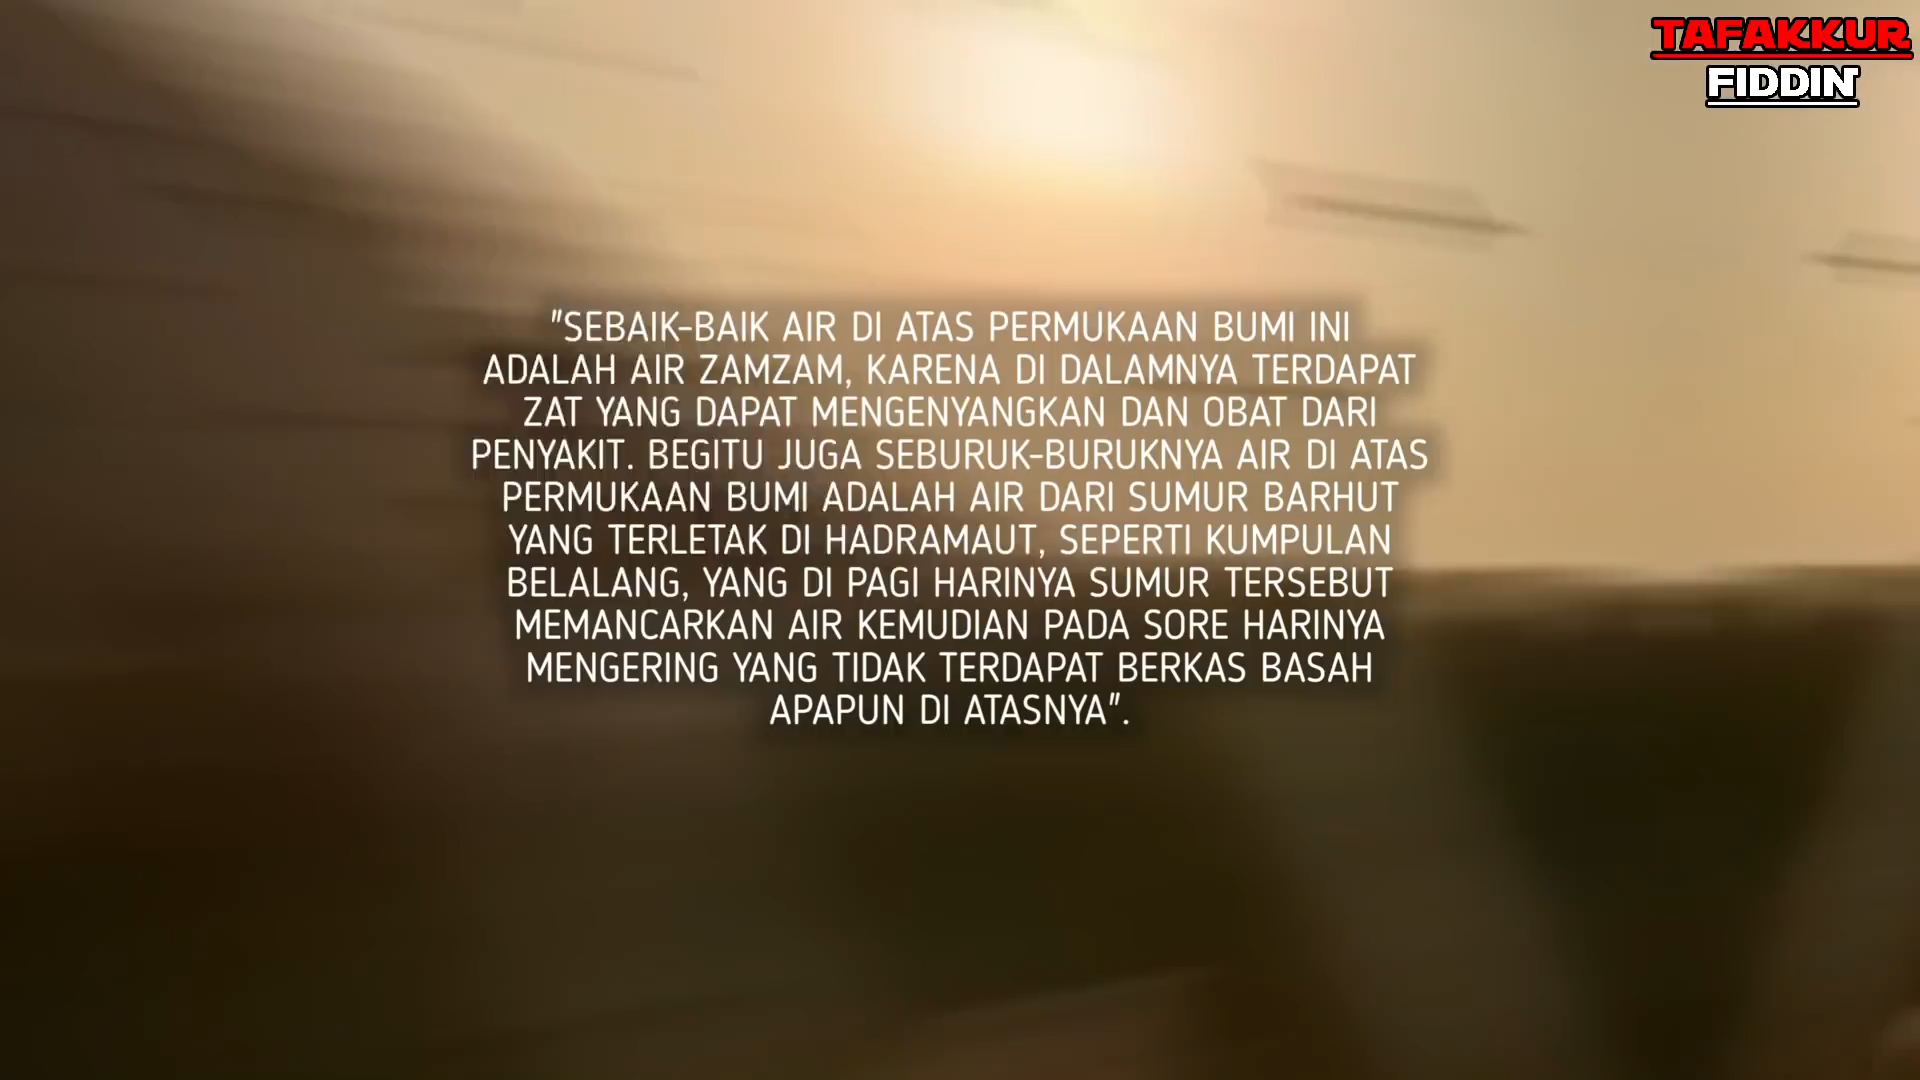 TAFAKKUR
FIDDIN
"SEBAIK-BAIK AIR DI ATAS PERMUKAAN BUMI INI
ADALAH AIR ZAMZAM, KARENA DI DALAMNYA TERDAPAT
ZAT YANG DAPAT MENGENYANGKAN DAN OBAT DARI
PENYAKIT. BEGITU JUGA SEBURUK-BURUKNYA AIR DI ATAS
PERMUKAAN BUMI ADALAH AIR DARI SUMUR BARHUT
YANG TERLETAK DI HADRAMAUT, SEPERTI KUMPULAN
BELALANG, YANG DI PAGI HARINYA SUMUR TERSEBUT
MEMANCARKAN AIR KEMUDIAN PADA SORE HARINYA
MENGERING YANG TIDAK TERDAPAT BERKAS BASAH
APAPUN DI ATASNYA".